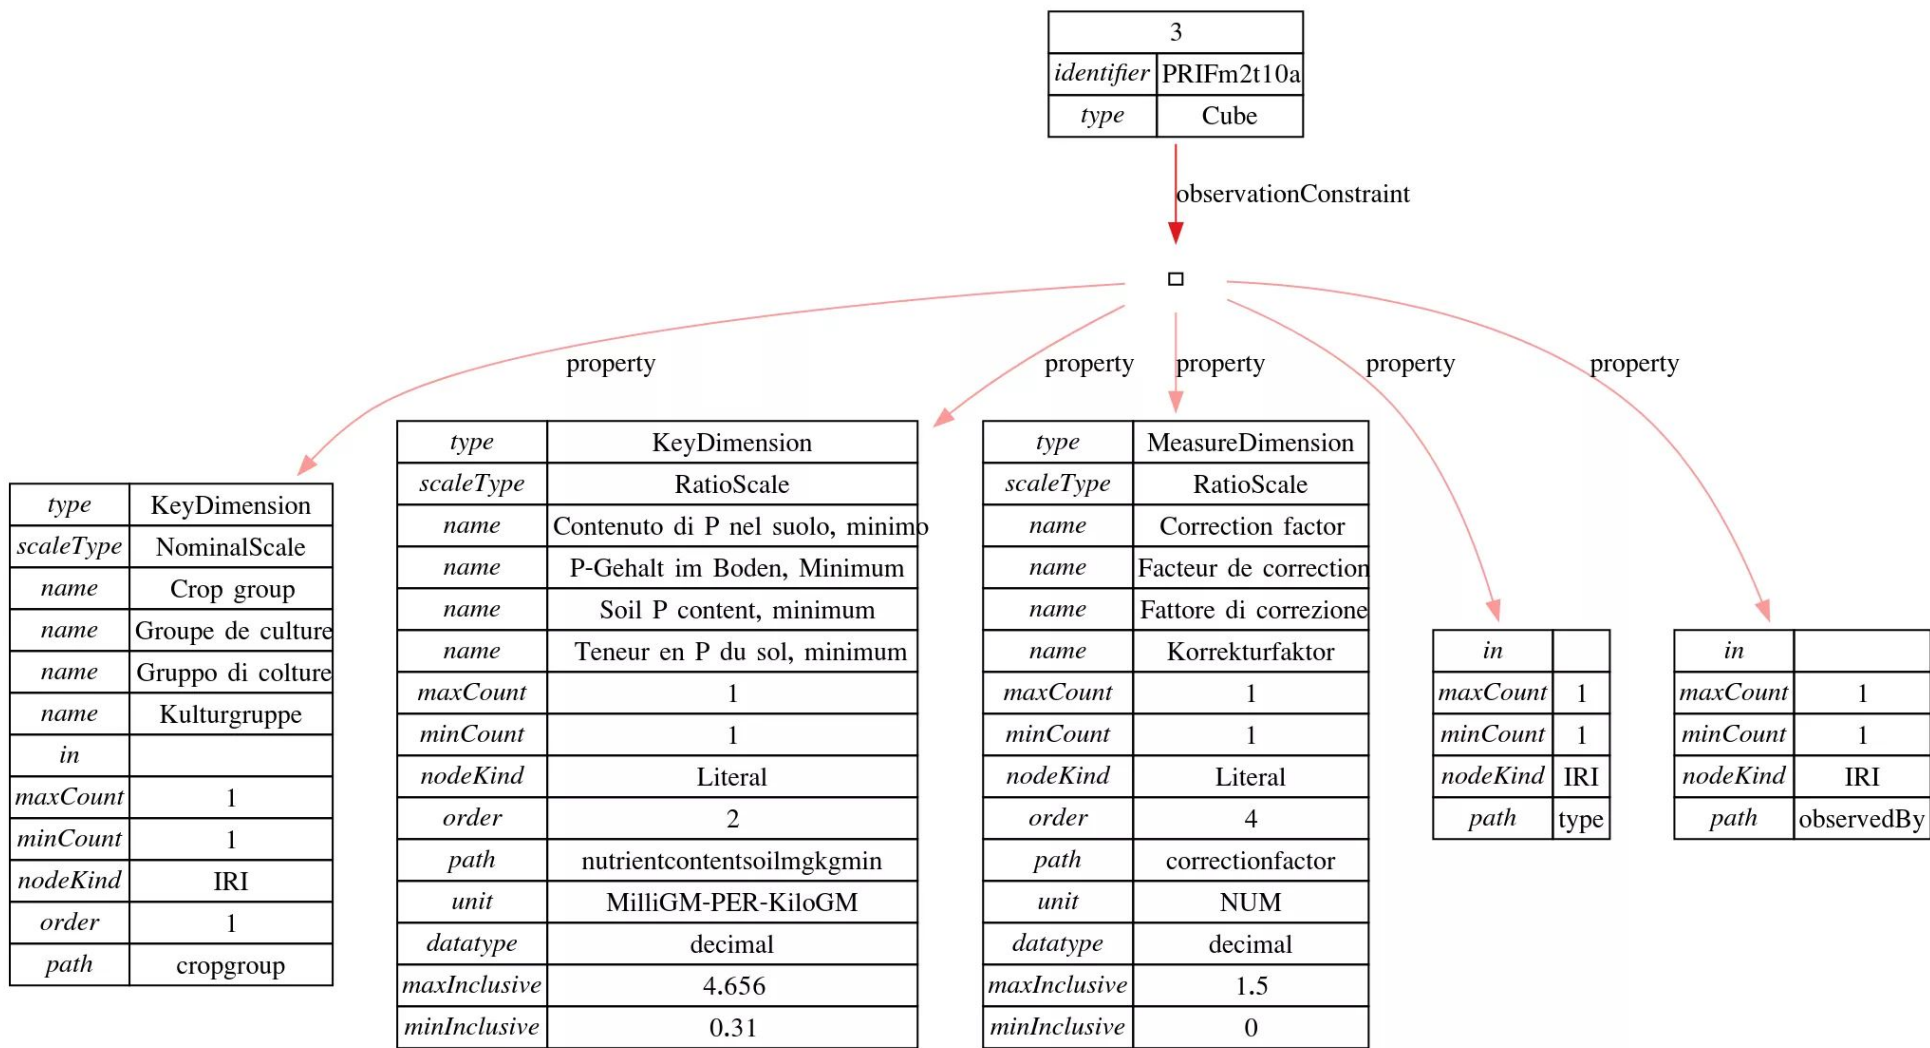 3
identifier PRIFm2t10a
type Cube
observationConstraint
property property property property property
type KeyDimension
scaleType NominalScale
name Crop group
name Groupe de culture
name Gruppo di colture
name Kulturgruppe
in
maxCount 1
minCount 1
nodeKind IRI
order 1
path cropgroup
type KeyDimension
scaleType RatioScale
name Contenuto di P nel suolo, minimo
name P-Gehalt im Boden, Minimum
name Soil P content, minimum
name Teneur en P du sol, minimum
maxCount 1
minCount 1
nodeKind Literal
order 2
path nutrientcontentsoilmgkgmin
unit MilliGM-PER-KiloGM
datatype decimal
maxInclusive 4.656
minInclusive 0.31
type MeasureDimension
scaleType RatioScale
name Correction factor
name Facteur de correction
name Fattore di correzione
name Korrekturfaktor
maxCount 1
minCount 1
nodeKind Literal
order 4
path correctionfactor
unit NUM
datatype decimal
maxInclusive 1.5
minInclusive 0
in
maxCount 1
minCount 1
nodeKind IRI
path type
in
maxCount 1
minCount 1
nodeKind IRI
path observedBy